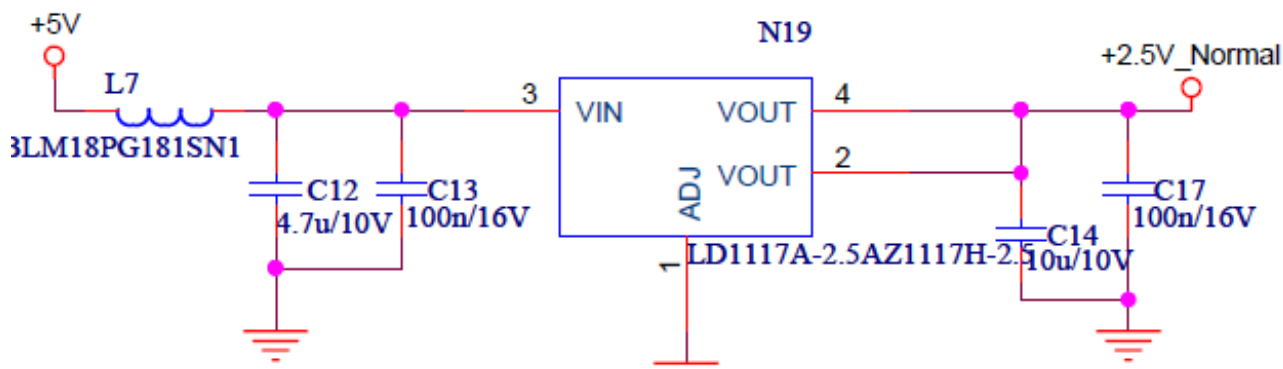 +5V
N19
+2.5V_Normal
L7
3
VIN
VOUT
4
BLM18PG181SN1
VOUT
2
C12
4.7u/10V
C13
100n/16V
ADJ
C17
100n/16V
1
LD1117A-2.5AZ1117H-2.5
C14
10u/10V